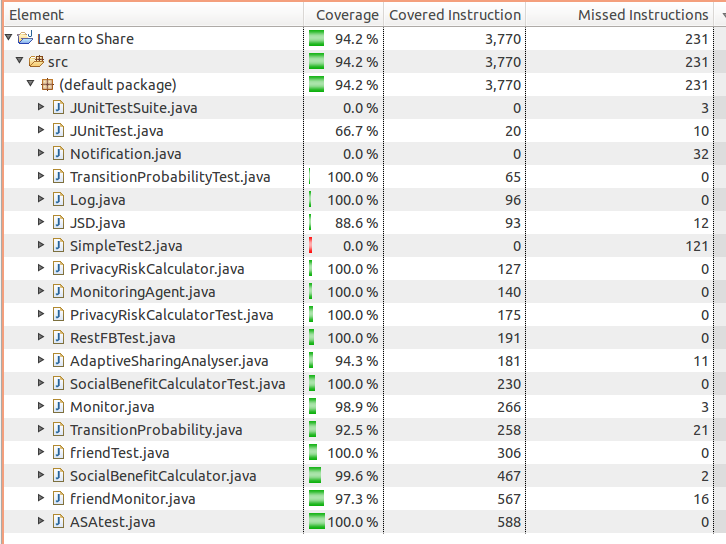 Element Coverage Covered Instruction Missed Instructions
Learn to Share 94.2 % 3,770 231
src 94.2 % 3,770 231
(default package) 94.2 % 3,770 231
JUnitTestSuite.java 0.0 % 0 3
JUnitTest.java 66.7 % 20 10
Notification.java 0.0 % 0 32
TransitionProbabilityTest.java 100.0 % 65 0
Log.java 100.0 % 96 0
JSD.java 88.6 % 93 12
SimpleTest2.java 0.0 % 0 121
PrivacyRiskCalculator.java 100.0 % 127 0
MonitoringAgent.java 100.0 % 140 0
PrivacyRiskCalculatorTest.java 100.0 % 175 0
RestFBTest.java 100.0 % 191 0
AdaptiveSharingAnalyser.java 94.3 % 181 11
SocialBenefitCalculatorTest.java 100.0 % 230 0
Monitor.java 98.9 % 266 3
TransitionProbability.java 92.5 % 258 21
friendTest.java 100.0 % 306 0
SocialBenefitCalculator.java 99.6 % 467 2
friendMonitor.java 97.3 % 567 16
ASAtest.java 100.0 % 588 0